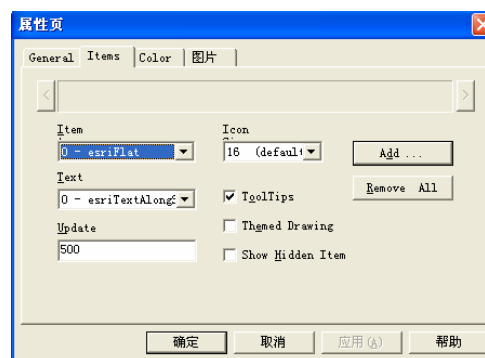 属性页
General Items Color 图片
Item Icon
0 - esriFlat 16 (default
Add ...
Text
Remove All
0 - esriTextAlongS
ToolTips
Update
Themed Drawing
500
Show Hidden Item
确定 取消 应用(A) 帮助